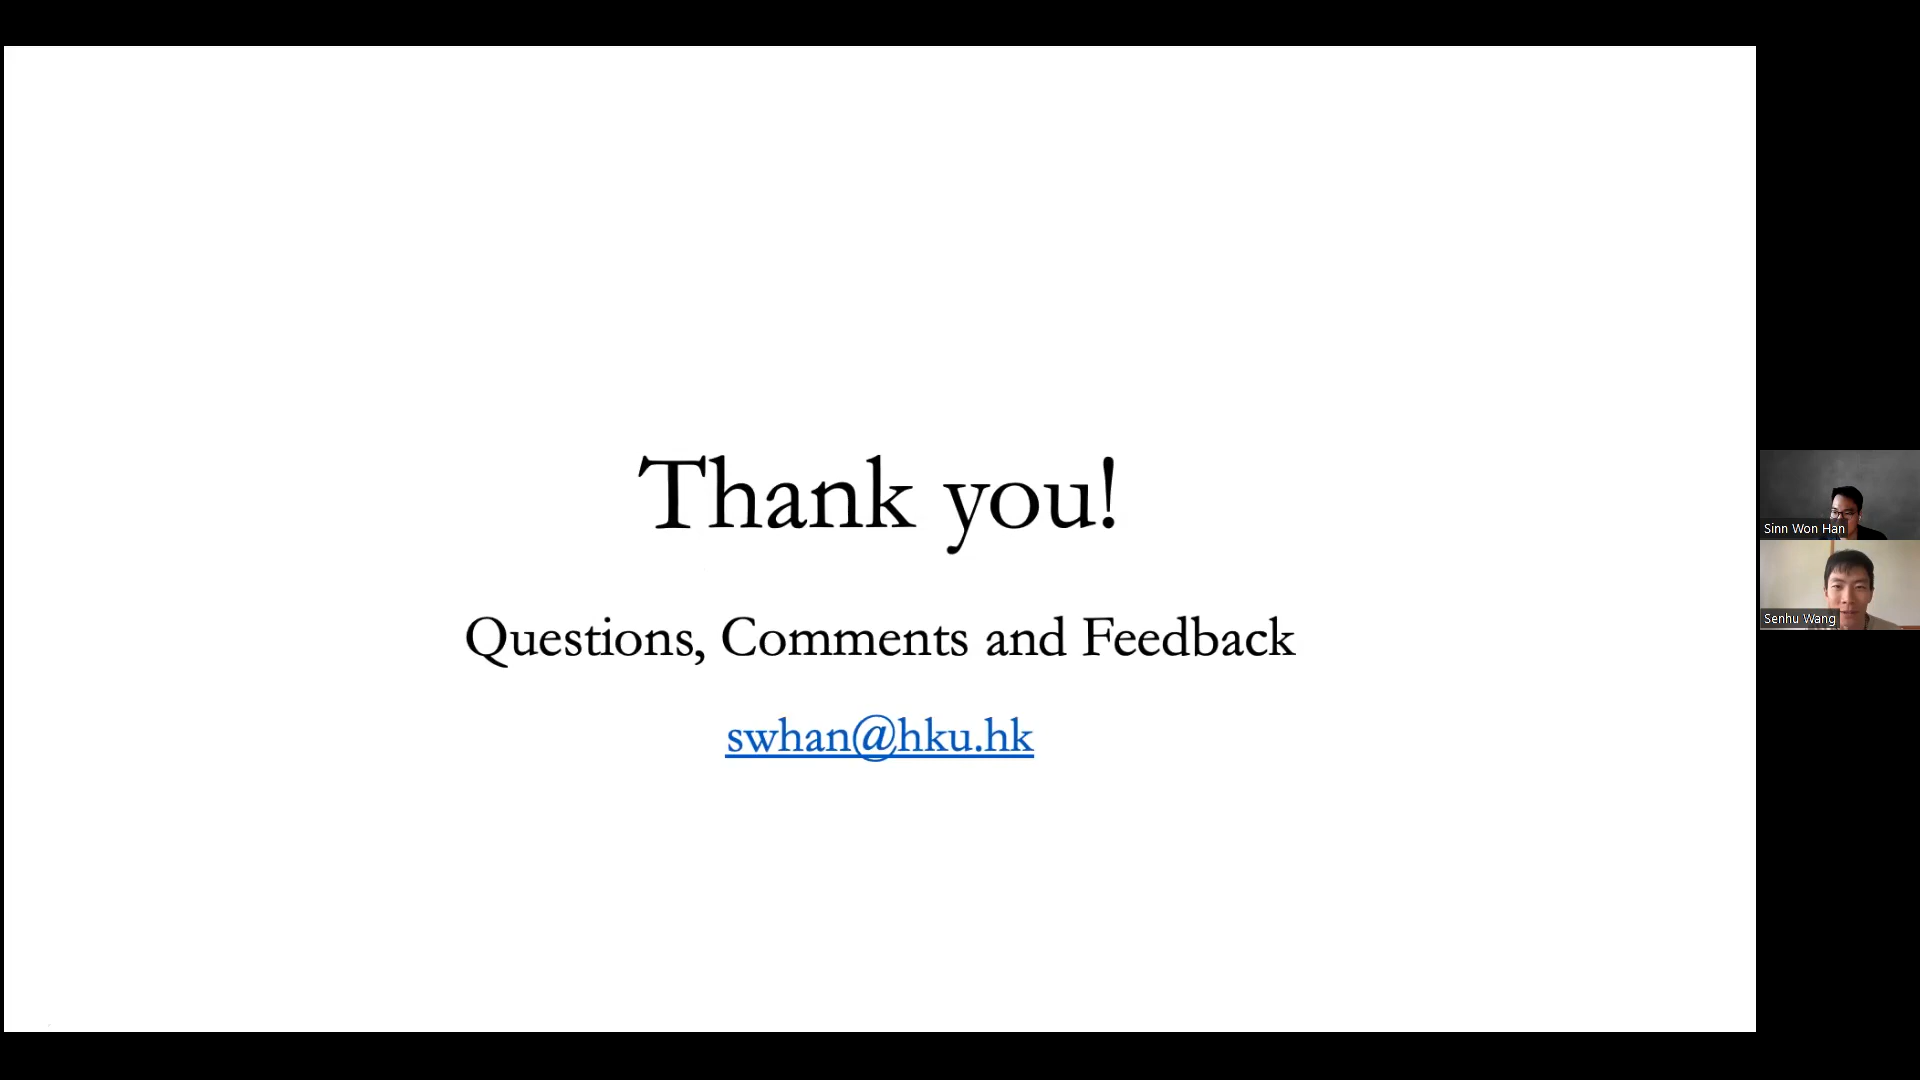 Thank you!
Questions, Comments and Feedback
swhan@hku.hk
Sinn Won Han
Senhu Wang